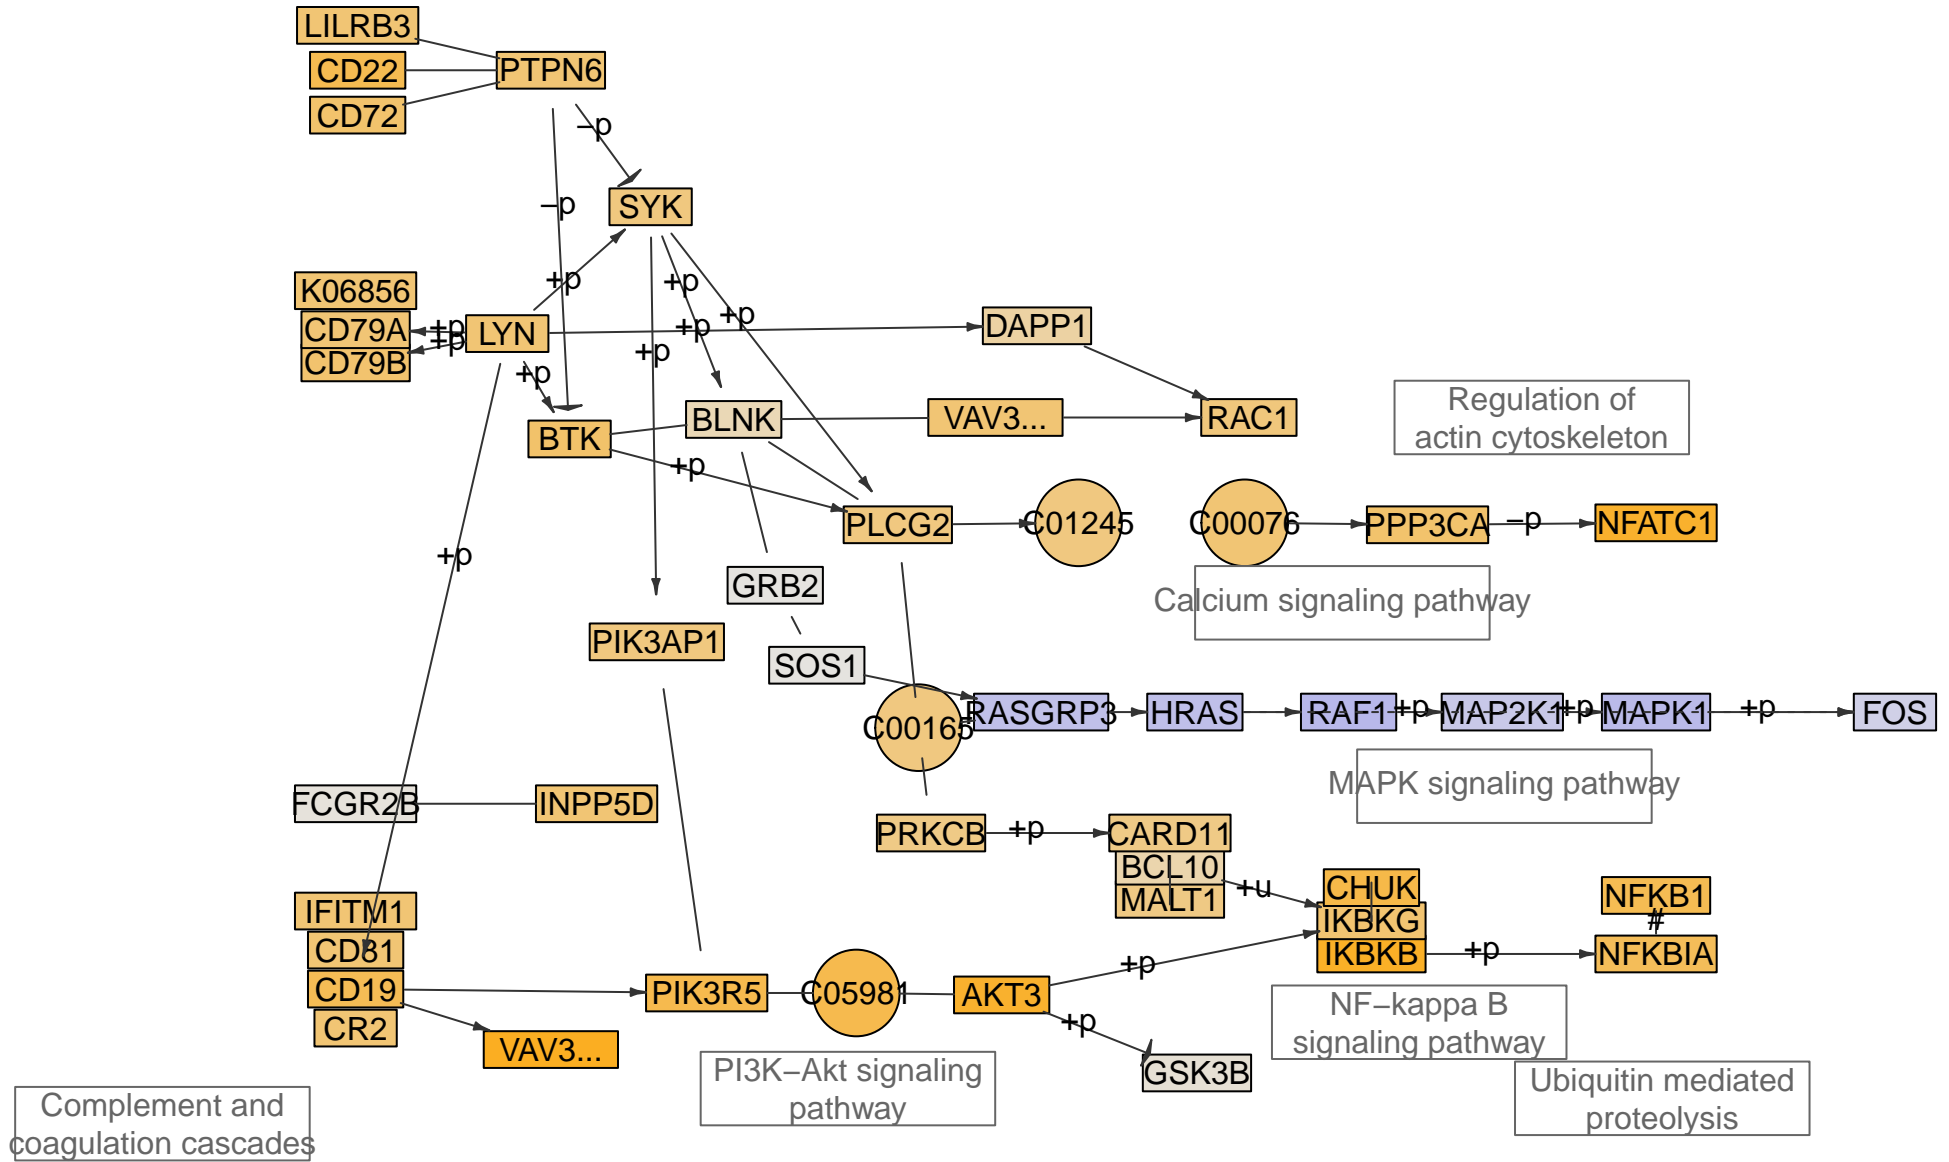 LILRB3
CD22
PTPN6
CD72
–p
SYK
–p
+p
+p
K06856
CD79A
+p
LYN
+p
CD79B
+p
+p
+p
DAPP1
+p
+p
BTK
BLNK
VAV3...
RAC1
Regulation of
actin cytoskeleton
+p
PLCG2
C01245
C00076
PPP3CA
–p
NFATC1
+p
GRB2
Calcium signaling pathway
PIK3AP1
SOS1
C00165
RASGRP3
HRAS
RAF1
+p
MAP2K1
+p
MAPK1
+p
FOS
MAPK signaling pathway
FCGR2B
INPP5D
PRKCB
+p
CARD11
BCL10
MALT1
+u
CHUK
IKBKG
IKBKB
+p
NFKB1
#
NFKBIA
IFITM1
CD81
CD19
CR2
VAV3...
PIK3R5
C05981
AKT3
+p
+p
GSK3B
NF–kappa B
signaling pathway
PI3K–Akt signaling
pathway
Ubiquitin mediated
proteolysis
Complement and
coagulation cascades